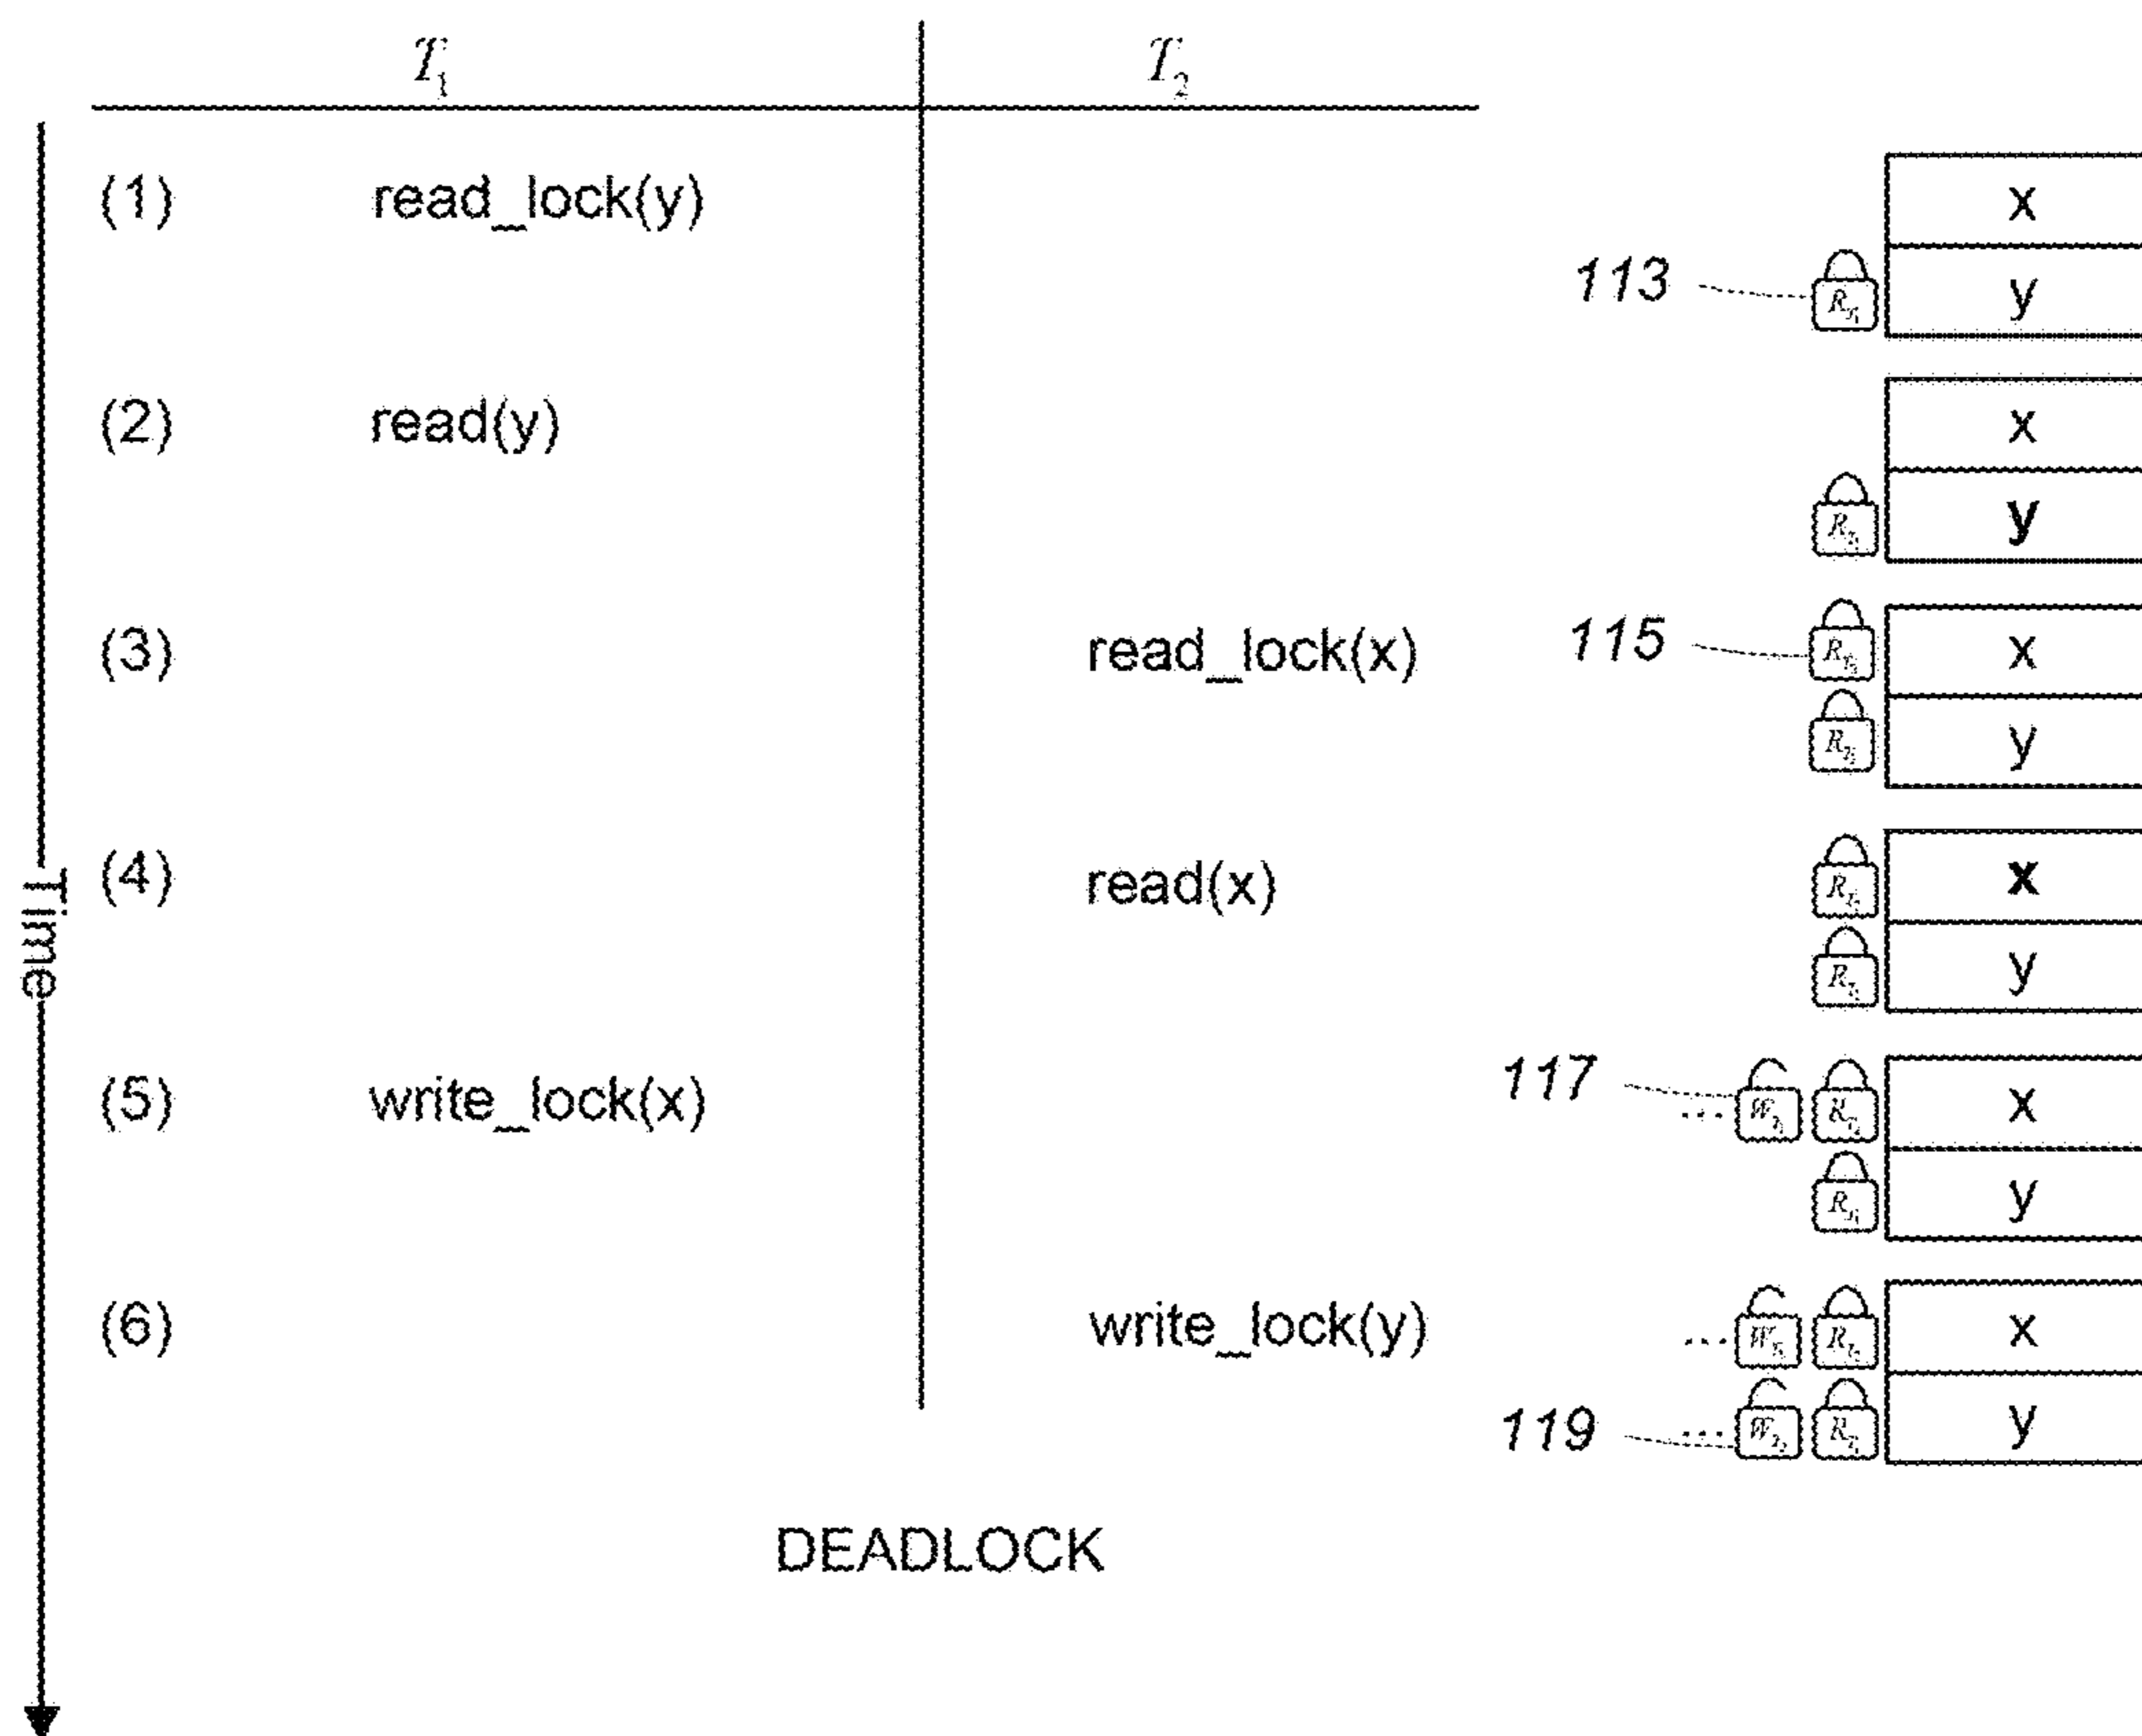 T₁ T₂
(1) read_lock(y) x
113 y
(2) read(y) x
y
(3) read_lock(x) 115 x
y
(4) read(x) x
y
Time
(5) write_lock(x) 117 ... x
y
(6) write_lock(y) ... x
119 ... y
DEADLOCK